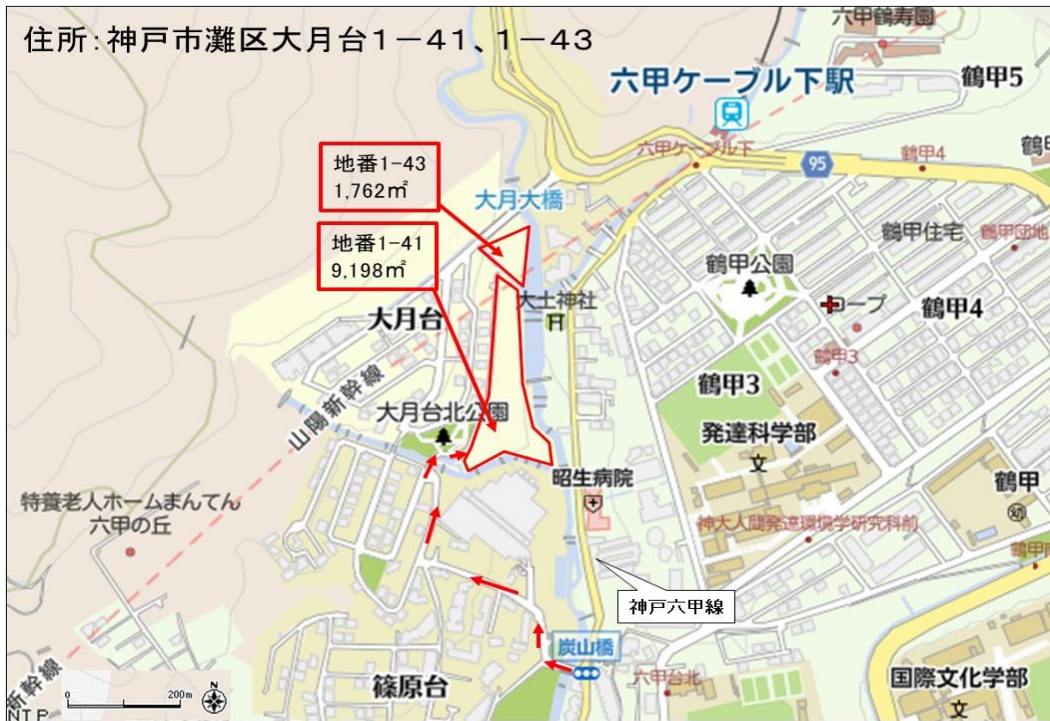 住所：神戸市灘区大月台１－４１、１－４３
六甲鶴寿園
六甲ケーブル下駅
鶴甲5
六甲ケーブル下
95
鶴甲4
地番1-43
1,762㎡
大月大橋
地番1-41
9,198㎡
鶴甲住宅
鶴甲団地
鶴甲公園
大土神社
コープ
鶴甲4
大月台
鶴甲3
鶴甲3
山陽新幹線
大月台北公園
発達科学部
文
昭生病院
鶴甲
幼
特養老人ホームまんてん
六甲の丘
神大人間発達環境学研究科前
神戸六甲線
炭山橋
六甲台北
篠原台
国際文化学部
文
新幹線
0 200m
N